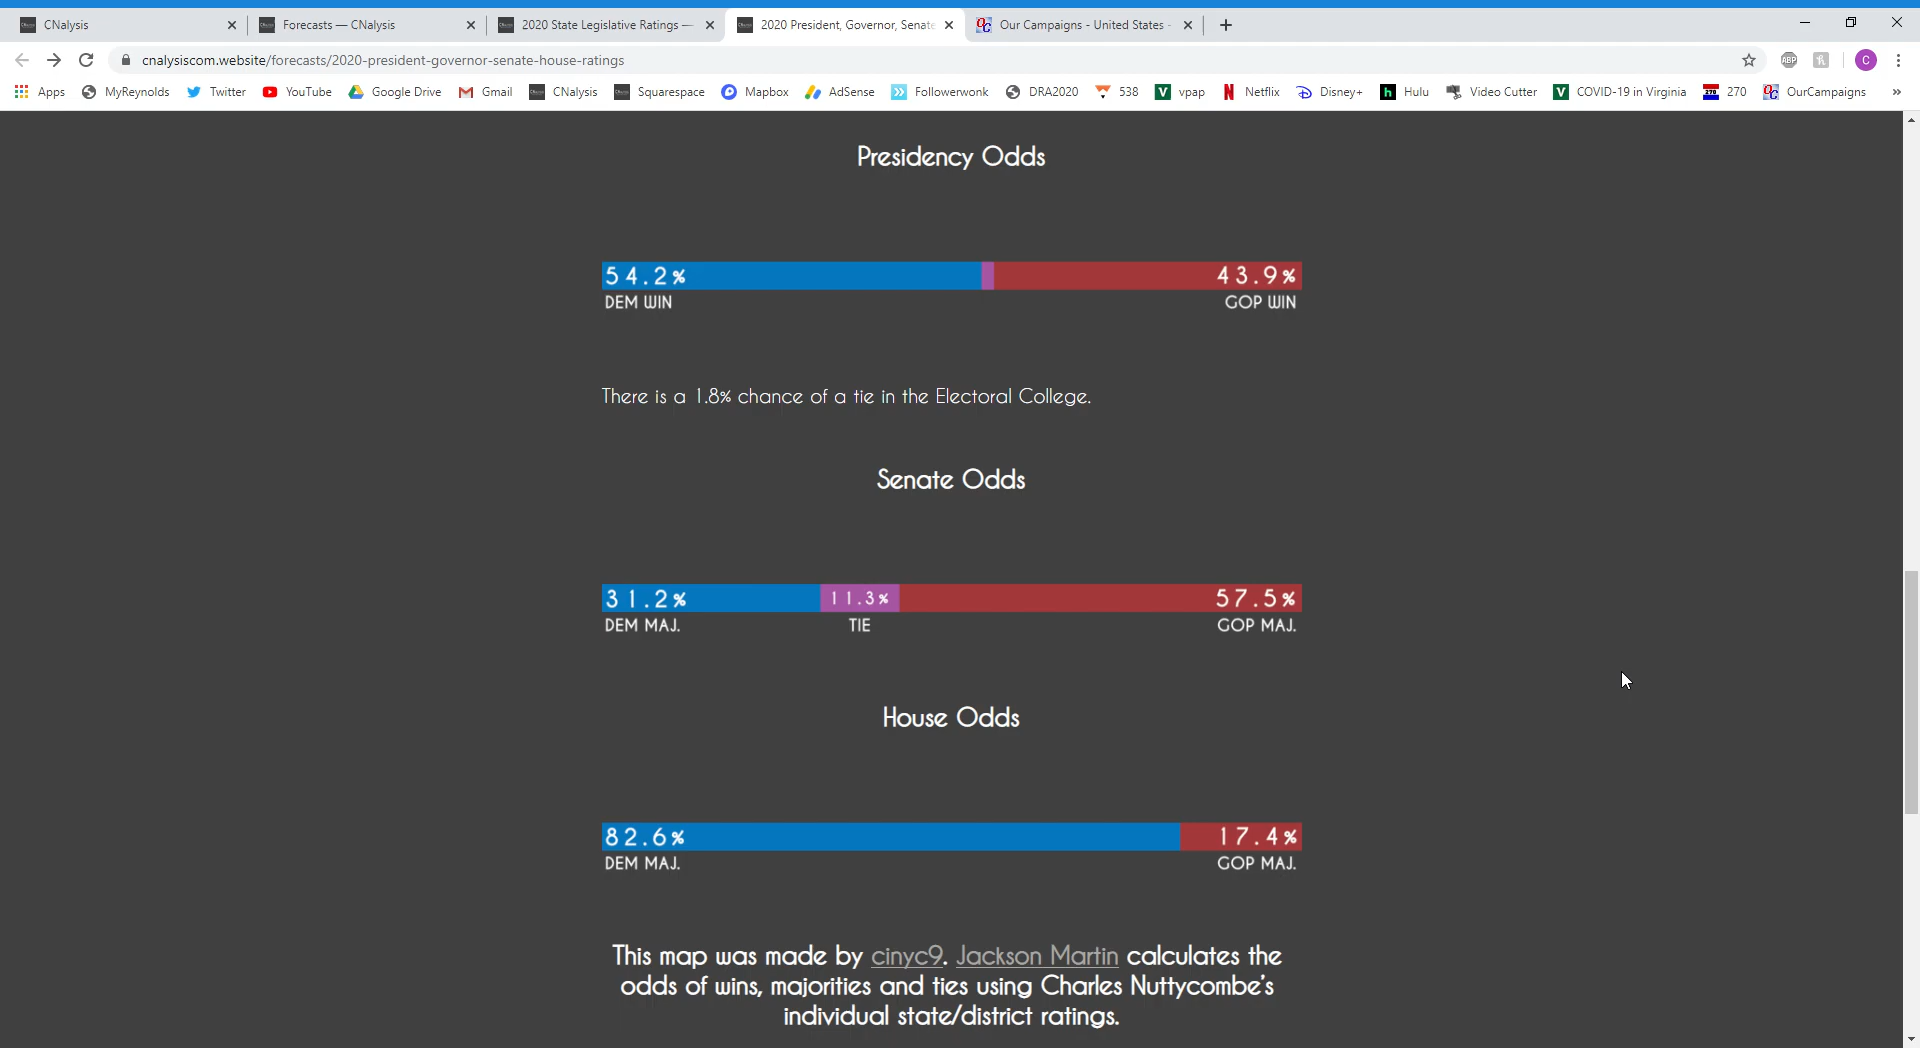 CNalysis
Forecasts — CNalysis
2020 State Legislative Ratings —
2020 President, Governor, Senate
Our Campaigns - United States -
cnalysiscom.website/forecasts/2020-president-governor-senate-house-ratings
ABP
C
Apps
MyReynolds
Twitter
YouTube
Google Drive
Gmail
CNalysis
Squarespace
Mapbox
AdSense
Followerwonk
DRA2020
538
vpap
Netflix
Disney+
Hulu
Video Cutter
COVID-19 in Virginia
270
OurCampaigns
»
Presidency Odds
54.2% 43.9%
DEM WIN GOP WIN
There is a 1.8% chance of a tie in the Electoral College.
Senate Odds
31.2% 11.3% 57.5%
DEM MAJ. TIE GOP MAJ.
House Odds
82.6% 17.4%
DEM MAJ. GOP MAJ.
This map was made by cinyc9. Jackson Martin calculates the
odds of wins, majorities and ties using Charles Nuttycombe's
individual state/district ratings.